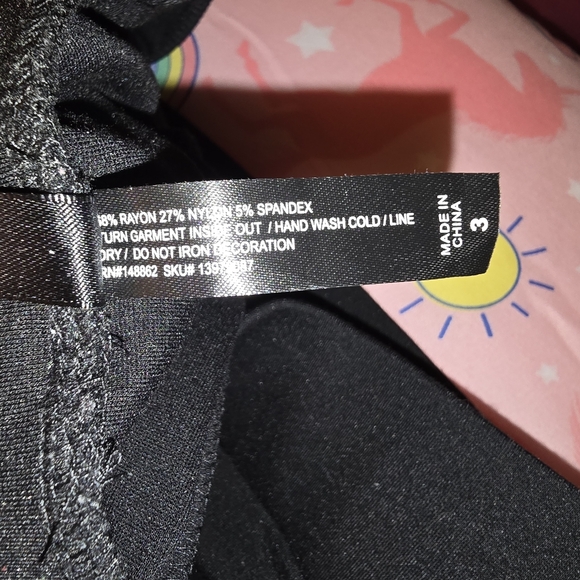 68% RAYON 27% NYLON 5% SPANDEX
TURN GARMENT INSIDE OUT / HAND WASH COLD / LINE
DRY / DO NOT IRON DECORATION
RN#148862 SKU#
MADE IN
CHINA
3